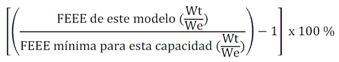 [((FEEE de este modelo (Wt/We)) / (FEEE mínima para esta capacidad (Wt/We))) − 1] x 100 %